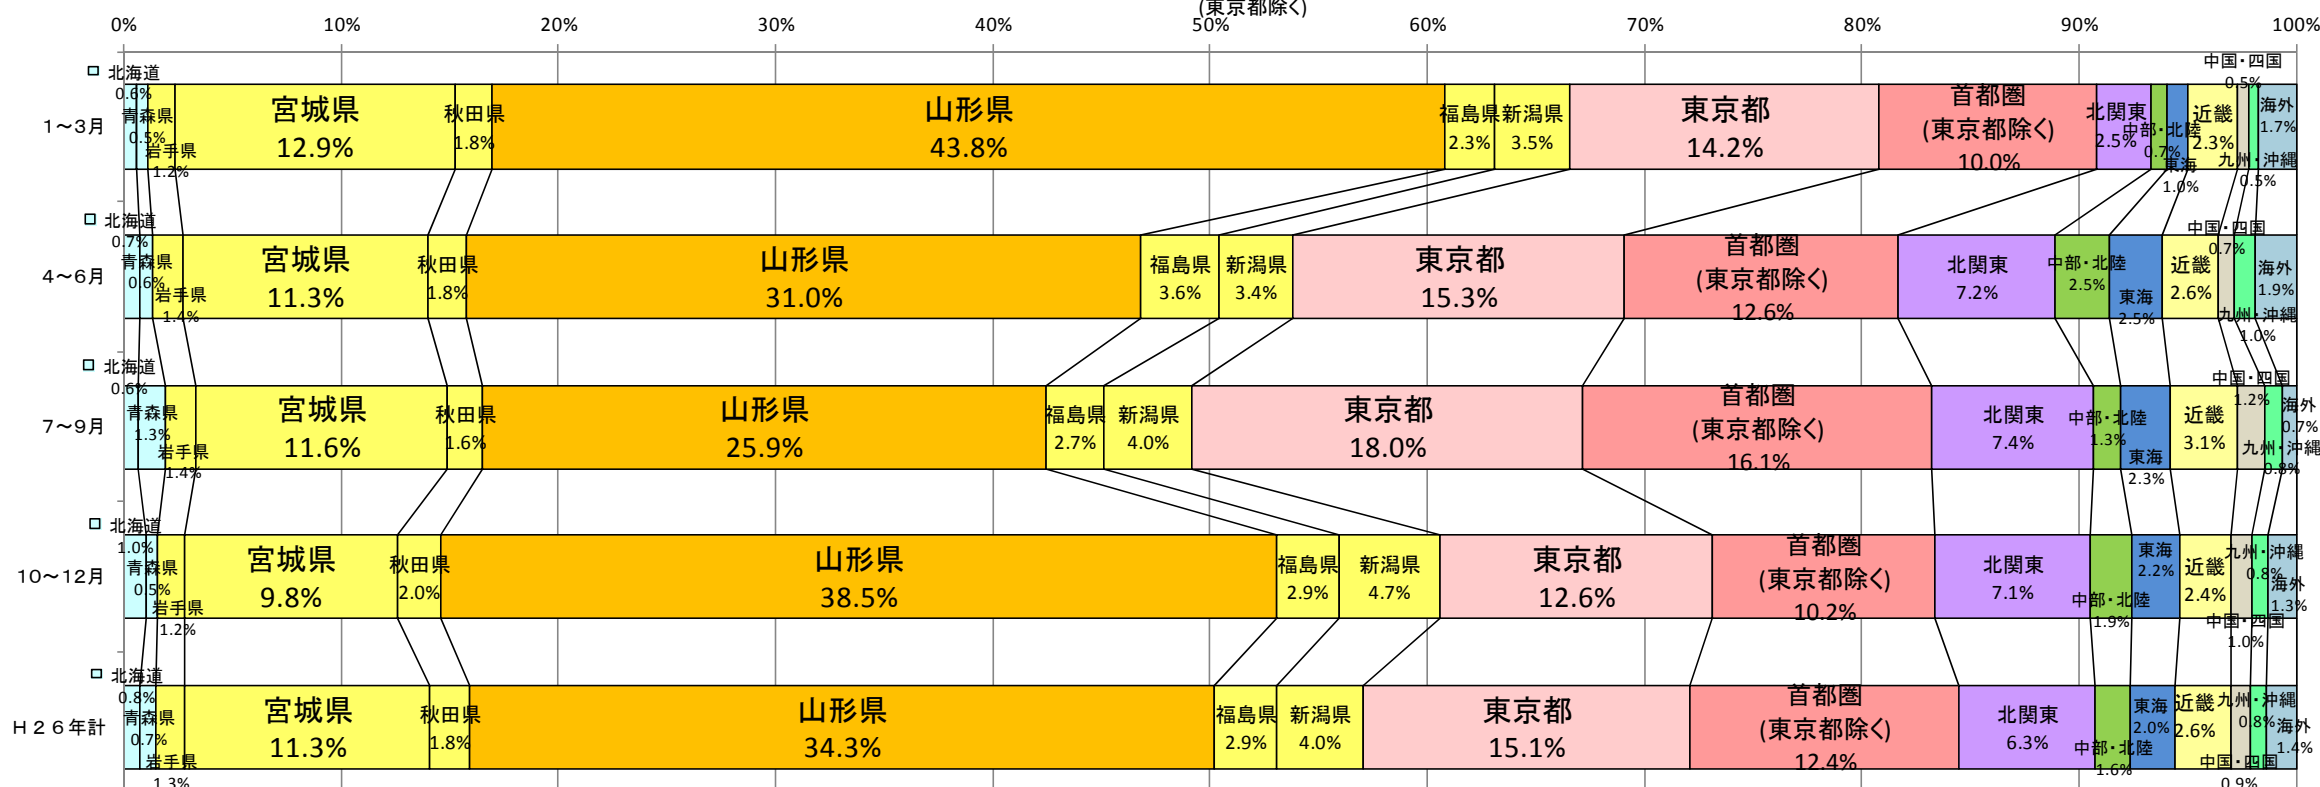 (東京都除く)
0% 10% 20% 30% 40% 50% 60% 70% 80% 90% 100%
1～3月
北海道
0.6%
青森県
0.5%
岩手県
1.2%
宮城県
12.9%
秋田県
1.8%
山形県
43.8%
福島県
2.3%
新潟県
3.5%
東京都
14.2%
首都圏
(東京都除く)
10.0%
北関東
2.5%
中部・北陸
0.7%
東海
1.0%
近畿
2.3%
中国・四国
0.5%
九州・沖縄
0.5%
海外
1.7%
4～6月
北海道
0.7%
青森県
0.6%
岩手県
1.4%
宮城県
11.3%
秋田県
1.8%
山形県
31.0%
福島県
3.6%
新潟県
3.4%
東京都
15.3%
首都圏
(東京都除く)
12.6%
北関東
7.2%
中部・北陸
2.5%
東海
2.5%
近畿
2.6%
中国・四国
0.7%
九州・沖縄
1.0%
海外
1.9%
7～9月
北海道
0.6%
青森県
1.3%
岩手県
1.4%
宮城県
11.6%
秋田県
1.6%
山形県
25.9%
福島県
2.7%
新潟県
4.0%
東京都
18.0%
首都圏
(東京都除く)
16.1%
北関東
7.4%
中部・北陸
1.3%
東海
2.3%
近畿
3.1%
中国・四国
1.2%
九州・沖縄
0.8%
海外
0.7%
10～12月
北海道
1.0%
青森県
0.5%
岩手県
1.2%
宮城県
9.8%
秋田県
2.0%
山形県
38.5%
福島県
2.9%
新潟県
4.7%
東京都
12.6%
首都圏
(東京都除く)
10.2%
北関東
7.1%
中部・北陸
1.9%
東海
2.2%
近畿
2.4%
中国・四国
1.0%
九州・沖縄
0.8%
海外
1.3%
H26年計
北海道
0.8%
青森県
0.7%
岩手県
1.3%
宮城県
11.3%
秋田県
1.8%
山形県
34.3%
福島県
2.9%
新潟県
4.0%
東京都
15.1%
首都圏
(東京都除く)
12.4%
北関東
6.3%
中部・北陸
1.6%
東海
2.0%
近畿
2.6%
中国・四国
0.9%
九州・沖縄
0.8%
海外
1.4%